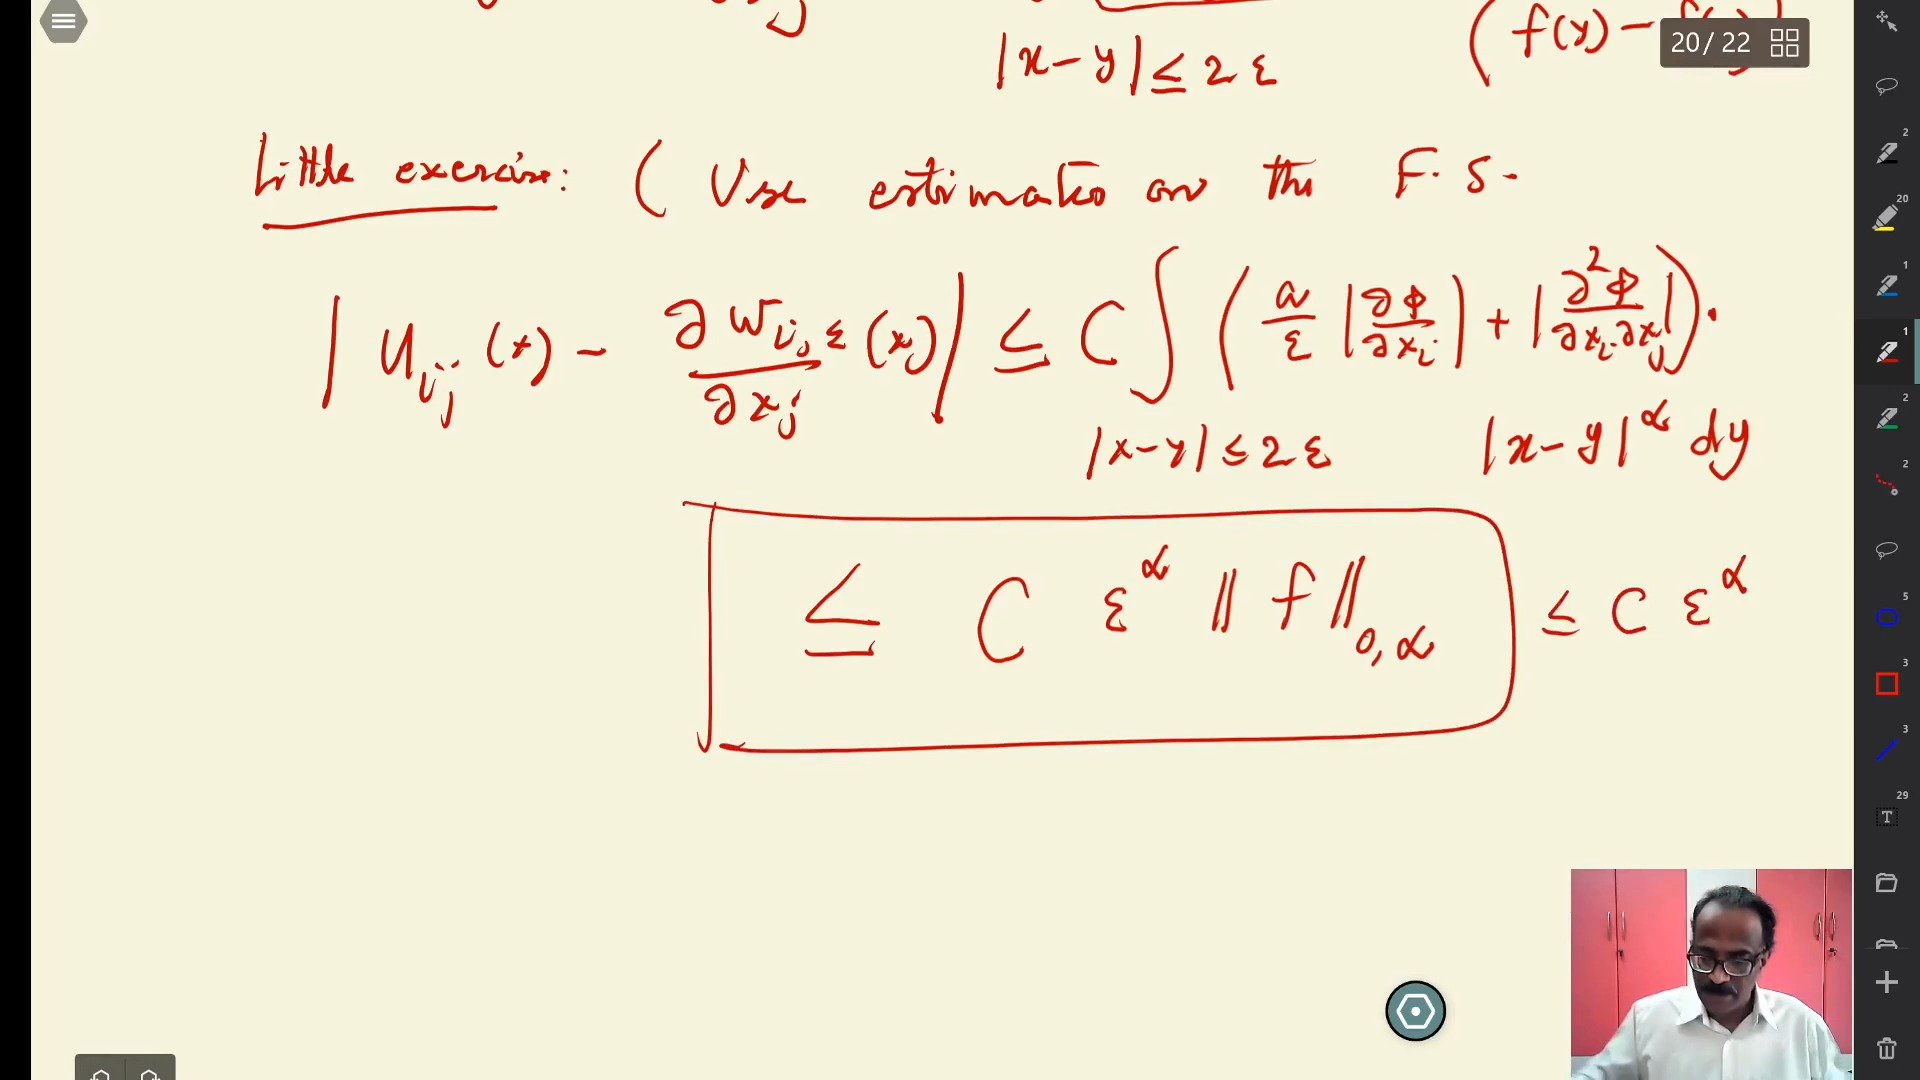 |x-y| ≤ 2ε (f(y) -
20 / 22
Little exercise: ( Use estimates on the F.S.
| u_{ij}(x) - ∂w_{i,ε}(x)/∂x_j | ≤ C ∫ ( a/ε |∂Φ/∂x_i| + |∂²Φ/∂x_i∂x_j| ) ·
|x-y| ≤ 2ε |x-y|^α dy
≤ C ε^α ||f||_{0,α} ≤ C ε^α